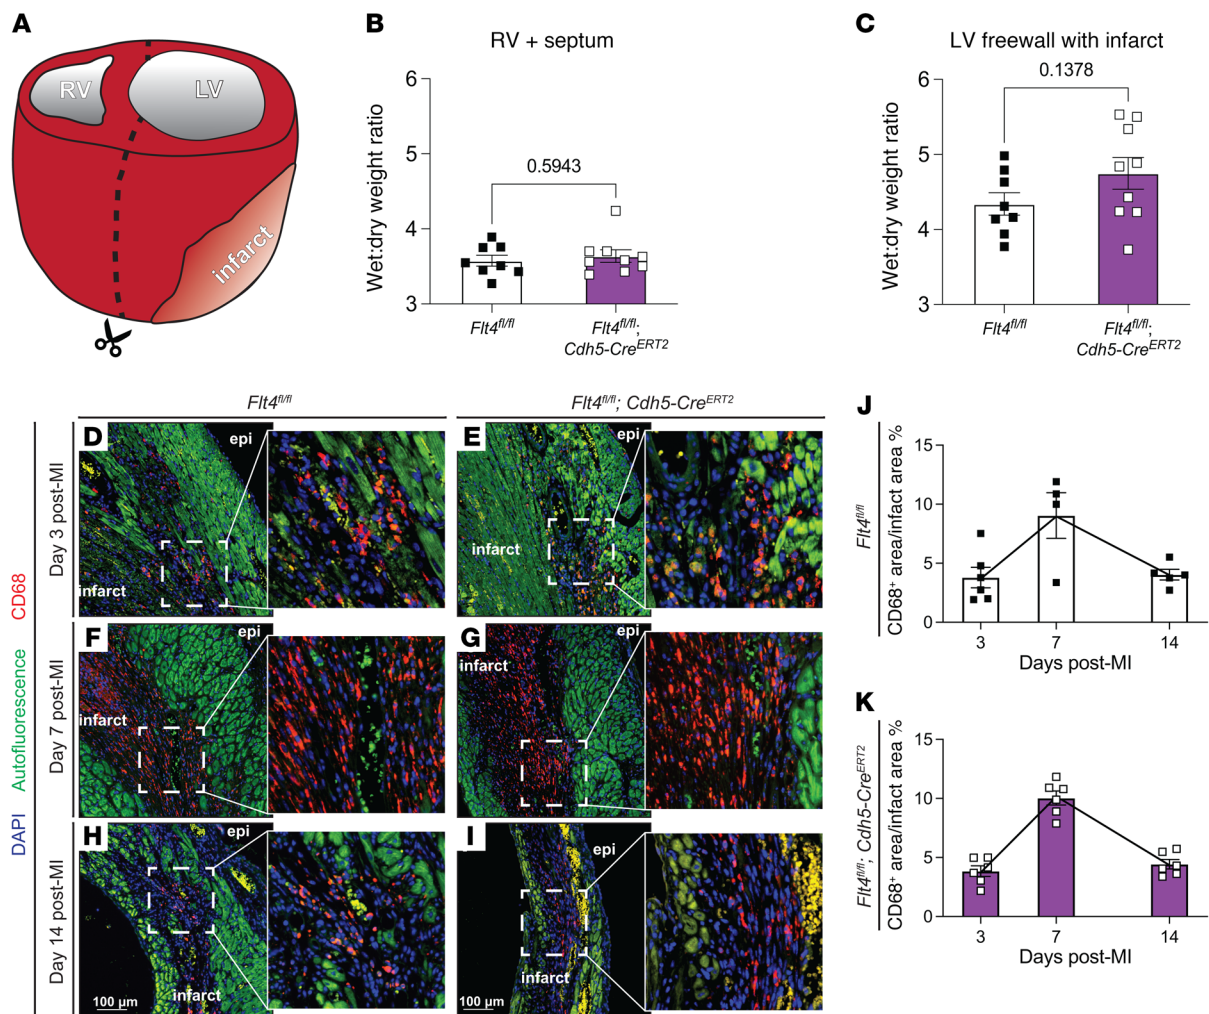 A
RV
LV
infarct
B
RV + septum
Wet:dry weight ratio
6
5
4
3
0.5943
Flt4fl/fl
Flt4fl/fl;
Cdh5-CreERT2
C
LV freewall with infarct
Wet:dry weight ratio
6
5
4
3
0.1378
Flt4fl/fl
Flt4fl/fl;
Cdh5-CreERT2
Flt4fl/fl
Flt4fl/fl; Cdh5-CreERT2
DAPI Autofluorescence CD68
Day 3 post-MI
D
epi
infarct
E
epi
infarct
Day 7 post-MI
F
epi
infarct
G
epi
infarct
Day 14 post-MI
H
epi
infarct
100 µm
I
epi
infarct
100 µm
J
Flt4fl/fl
CD68+ area/infact area %
15
10
5
0
3 7 14
Days post-MI
K
Flt4fl/fl; Cdh5-CreERT2
CD68+ area/infact area %
15
10
5
0
3 7 14
Days post-MI